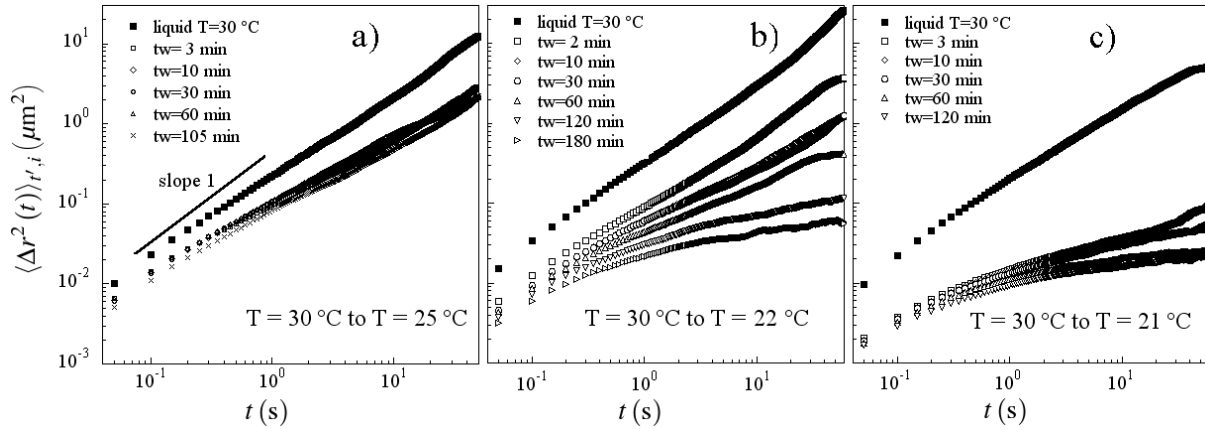 ⟨Δr²(t)⟩t',i (μm²)
10¹
10⁰
10⁻¹
10⁻²
10⁻³
a)
liquid T=30 °C
tw= 3 min
tw=10 min
tw=30 min
tw=60 min
tw=105 min
slope 1
T = 30 °C to T = 25 °C
10⁻¹
10⁰
10¹
t (s)
b)
liquid T=30 °C
tw= 2 min
tw=10 min
tw=30 min
tw=60 min
tw=120 min
tw=180 min
T = 30 °C to T = 22 °C
10⁻¹
10⁰
10¹
t (s)
c)
liquid T=30 °C
tw= 3 min
tw=10 min
tw=30 min
tw=60 min
tw=120 min
T = 30 °C to T = 21 °C
10⁻¹
10⁰
10¹
t (s)